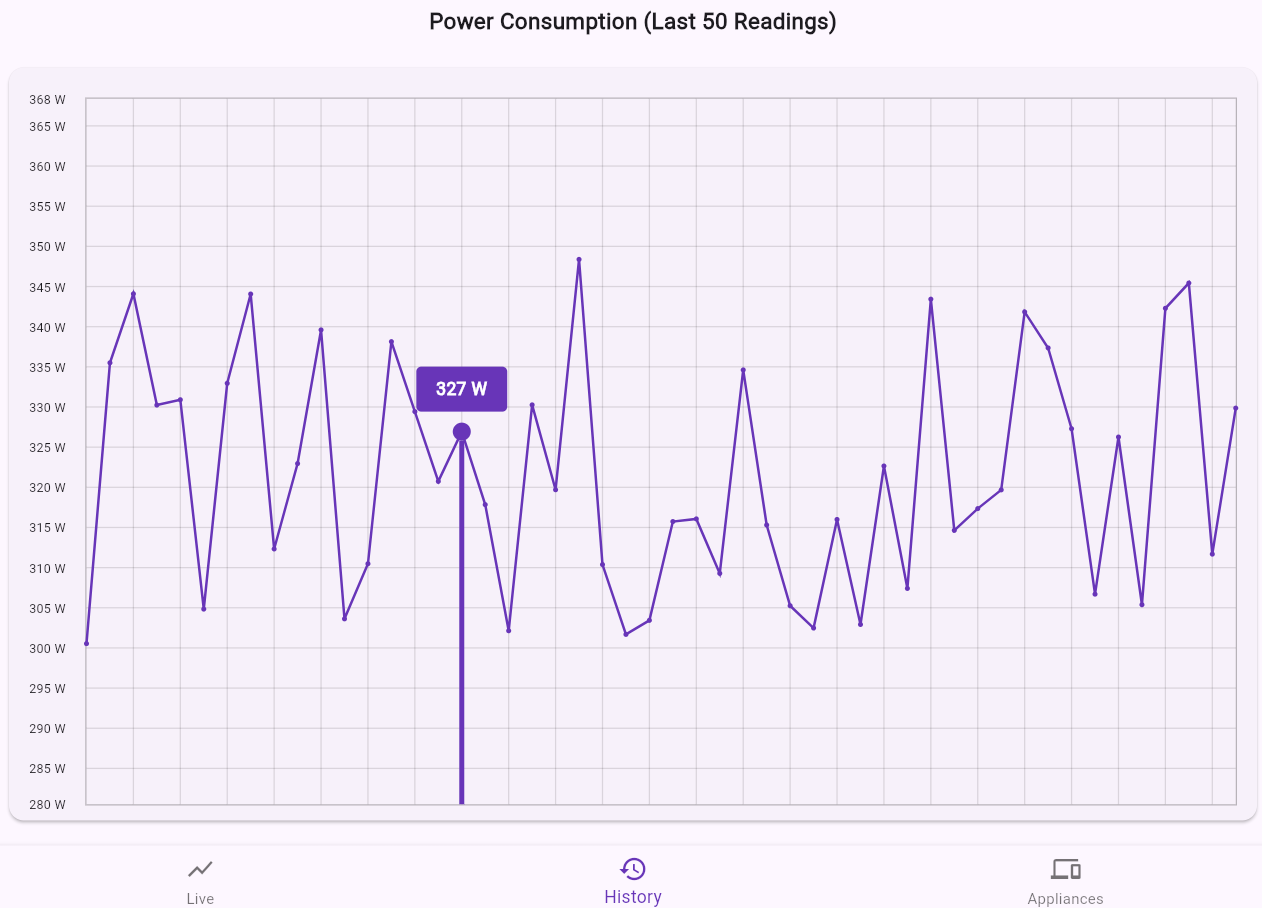 Power Consumption (Last 50 Readings)
368 W
365 W
360 W
355 W
350 W
345 W
340 W
335 W
327 W
330 W
325 W
320 W
315 W
310 W
305 W
300 W
295 W
290 W
285 W
280 W
Live
History
Appliances